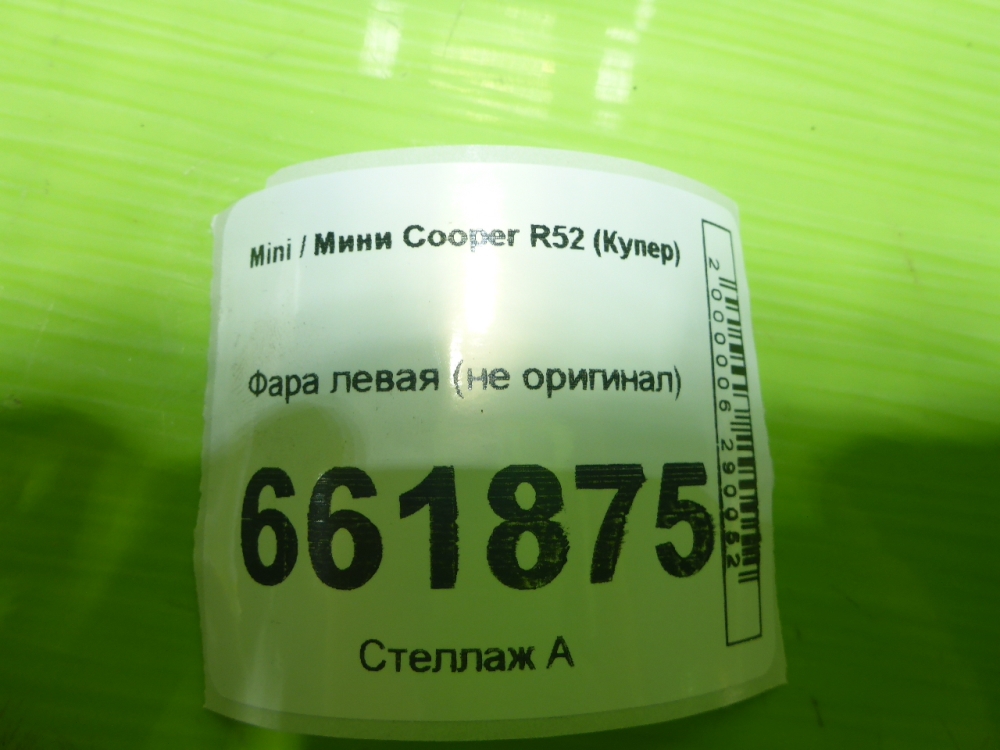 Mini / Мини Cooper R52 (Купер)
Фара левая (не оригинал)
661875
Стеллаж А
2000006290052